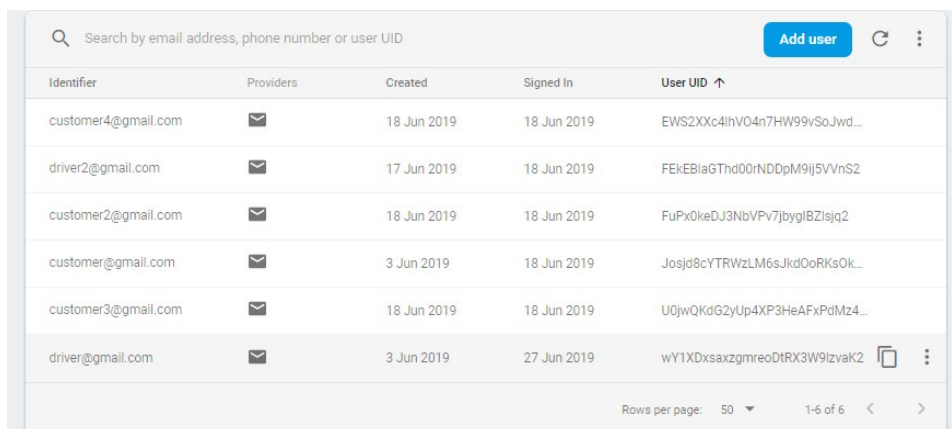 Search by email address, phone number or user UID Add user
Identifier Providers Created Signed In User UID ↑
customer4@gmail.com 18 Jun 2019 18 Jun 2019 EWS2XXc4lhVO4n7HW99vSoJwd...
driver2@gmail.com 17 Jun 2019 18 Jun 2019 FEkEBlaGThd00rNDDpM9ij5VVnS2
customer2@gmail.com 18 Jun 2019 18 Jun 2019 FuPx0keDJ3NbVPv7jbyglBZlsjq2
customer@gmail.com 3 Jun 2019 18 Jun 2019 Josjd8cYTRWzLM6sJkdOoRKsOk...
customer3@gmail.com 18 Jun 2019 18 Jun 2019 U0jwQKdG2yUp4XP3HeAFxPdMz4...
driver@gmail.com 3 Jun 2019 27 Jun 2019 wY1XDxsaxzgmreoDtRX3W9lzvaK2
Rows per page: 50 1-6 of 6